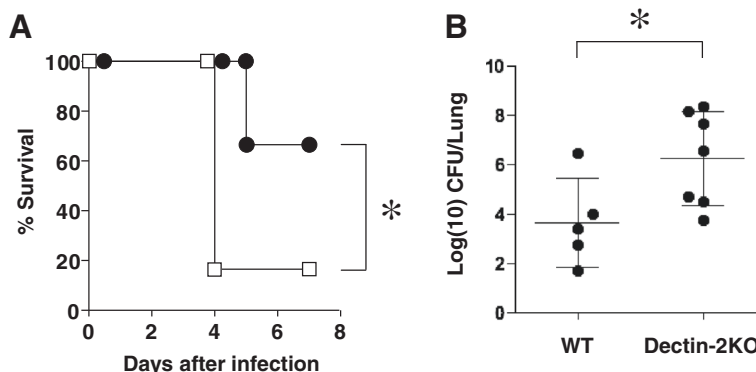 A
100
80
60
40
20
0
% Survival
0 2 4 6 8
Days after infection
*
B
*
10
8
6
4
2
0
Log(10) CFU/Lung
WT Dectin-2KO